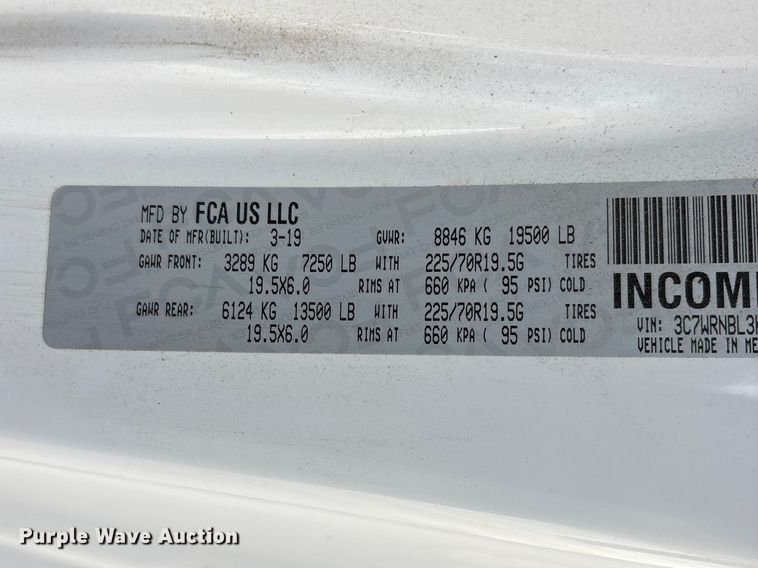 MFD BY FCA US LLC
DATE OF MFR(BUILT): 3-19 GVWR: 8846 KG 19500 LB
GAWR FRONT: 3289 KG 7250 LB WITH 225/70R19.5G TIRES
19.5X6.0 RIMS AT 660 KPA ( 95 PSI) COLD
GAWR REAR: 6124 KG 13500 LB WITH 225/70R19.5G TIRES
19.5X6.0 RIMS AT 660 KPA ( 95 PSI) COLD
INCOM
VIN: 3C7WRNBL3
VEHICLE MADE IN ME
Purple Wave Auction